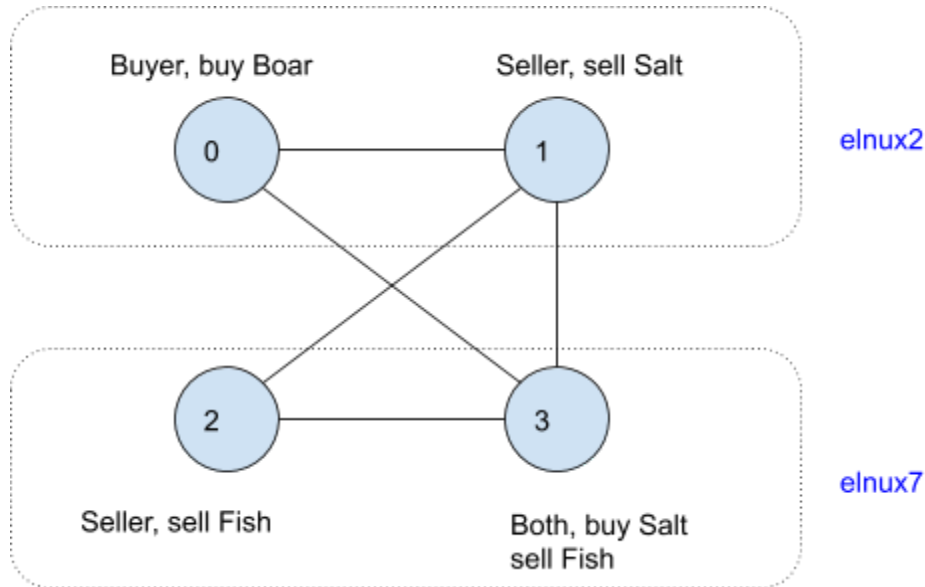 Buyer, buy Boar
Seller, sell Salt
0
1
elnux2
2
3
elnux7
Seller, sell Fish
Both, buy Salt
sell Fish